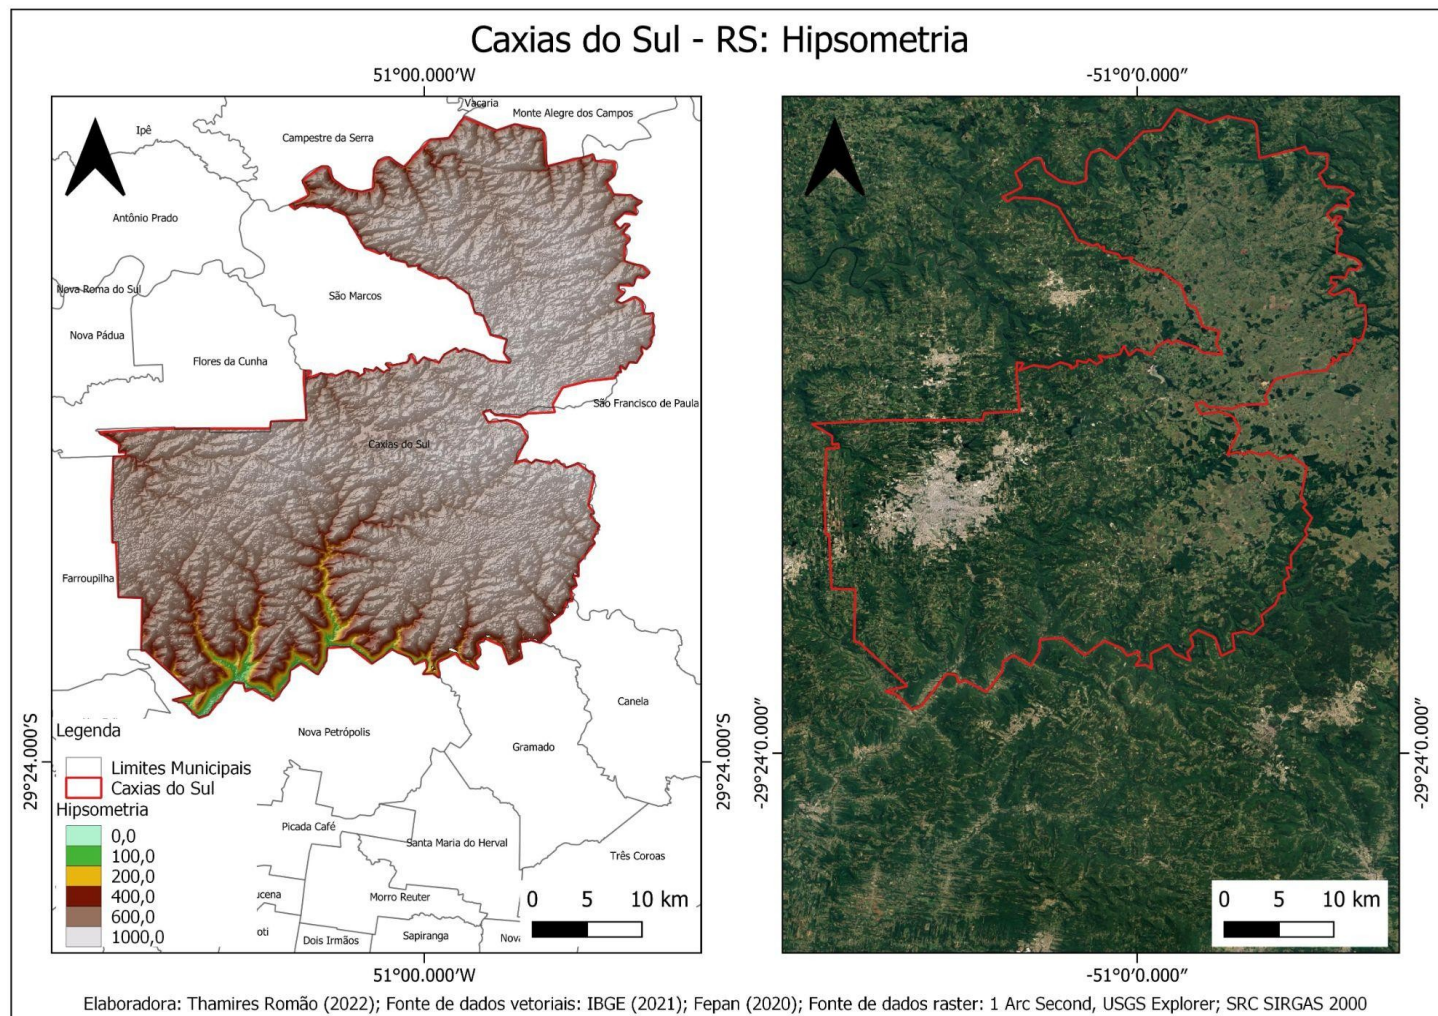 Caxias do Sul - RS: Hipsometria
51°00.000′W
-51°0′0.000″
Vacaria
Monte Alegre dos Campos
Ipê
Campestre da Serra
Antônio Prado
Nova Roma do Sul
São Marcos
Nova Pádua
Flores da Cunha
São Francisco de Paula
Caxias do Sul
Farroupilha
Canela
Nova Petrópolis
Gramado
29°24.000′S
29°24.000′S
-29°24′0.000″
-29°24′0.000″
Legenda
Limites Municipais
Caxias do Sul
Hipsometria
0,0
100,0
200,0
400,0
600,0
1000,0
Picada Café
Santa Maria do Herval
Três Coroas
ucena
Morro Reuter
oti
Dois Irmãos
Sapiranga
Nova
0 5 10 km
0 5 10 km
51°00.000′W
-51°0′0.000″
Elaboradora: Thamires Romão (2022); Fonte de dados vetoriais: IBGE (2021); Fepan (2020); Fonte de dados raster: 1 Arc Second, USGS Explorer; SRC SIRGAS 2000